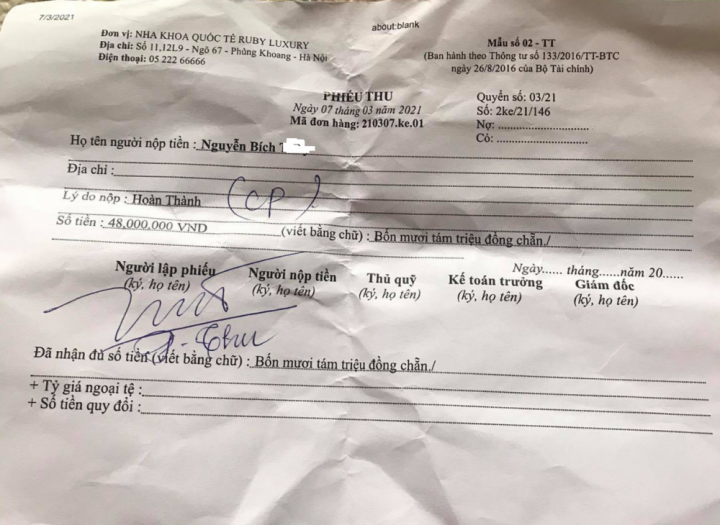 7/3/2021
about:blank
Đơn vị: NHA KHOA QUỐC TẾ RUBY LUXURY
Địa chỉ: Số 11,12L9 - Ngõ 67 - Phùng Khoang - Hà Nội
Điện thoại: 05 222 66666
Mẫu số 02 - TT
(Ban hành theo Thông tư số 133/2016/TT-BTC
ngày 26/8/2016 của Bộ Tài chính)
PHIẾU THU
Ngày 07 tháng 03 năm 2021
Mã đơn hàng: 210307.ke.01
Quyển số: 03/21
Số: 2ke/21/146
Nợ: ..............................
Có: ..............................
Họ tên người nộp tiền : Nguyễn Bích
Địa chỉ :
Lý do nộp : Hoàn Thành (CP)
Số tiền : 48.000.000 VND (viết bằng chữ) : Bốn mươi tám triệu đồng chẵn./
Ngày...... tháng......năm 20......
Người lập phiếu Người nộp tiền Thủ quỹ Kế toán trưởng Giám đốc
(ký, họ tên) (ký, họ tên) (ký, họ tên) (ký, họ tên) (ký, họ tên)
Thu
Đã nhận đủ số tiền (viết bằng chữ) : Bốn mươi tám triệu đồng chẵn./
+ Tỷ giá ngoại tệ :
+ Số tiền quy đổi :